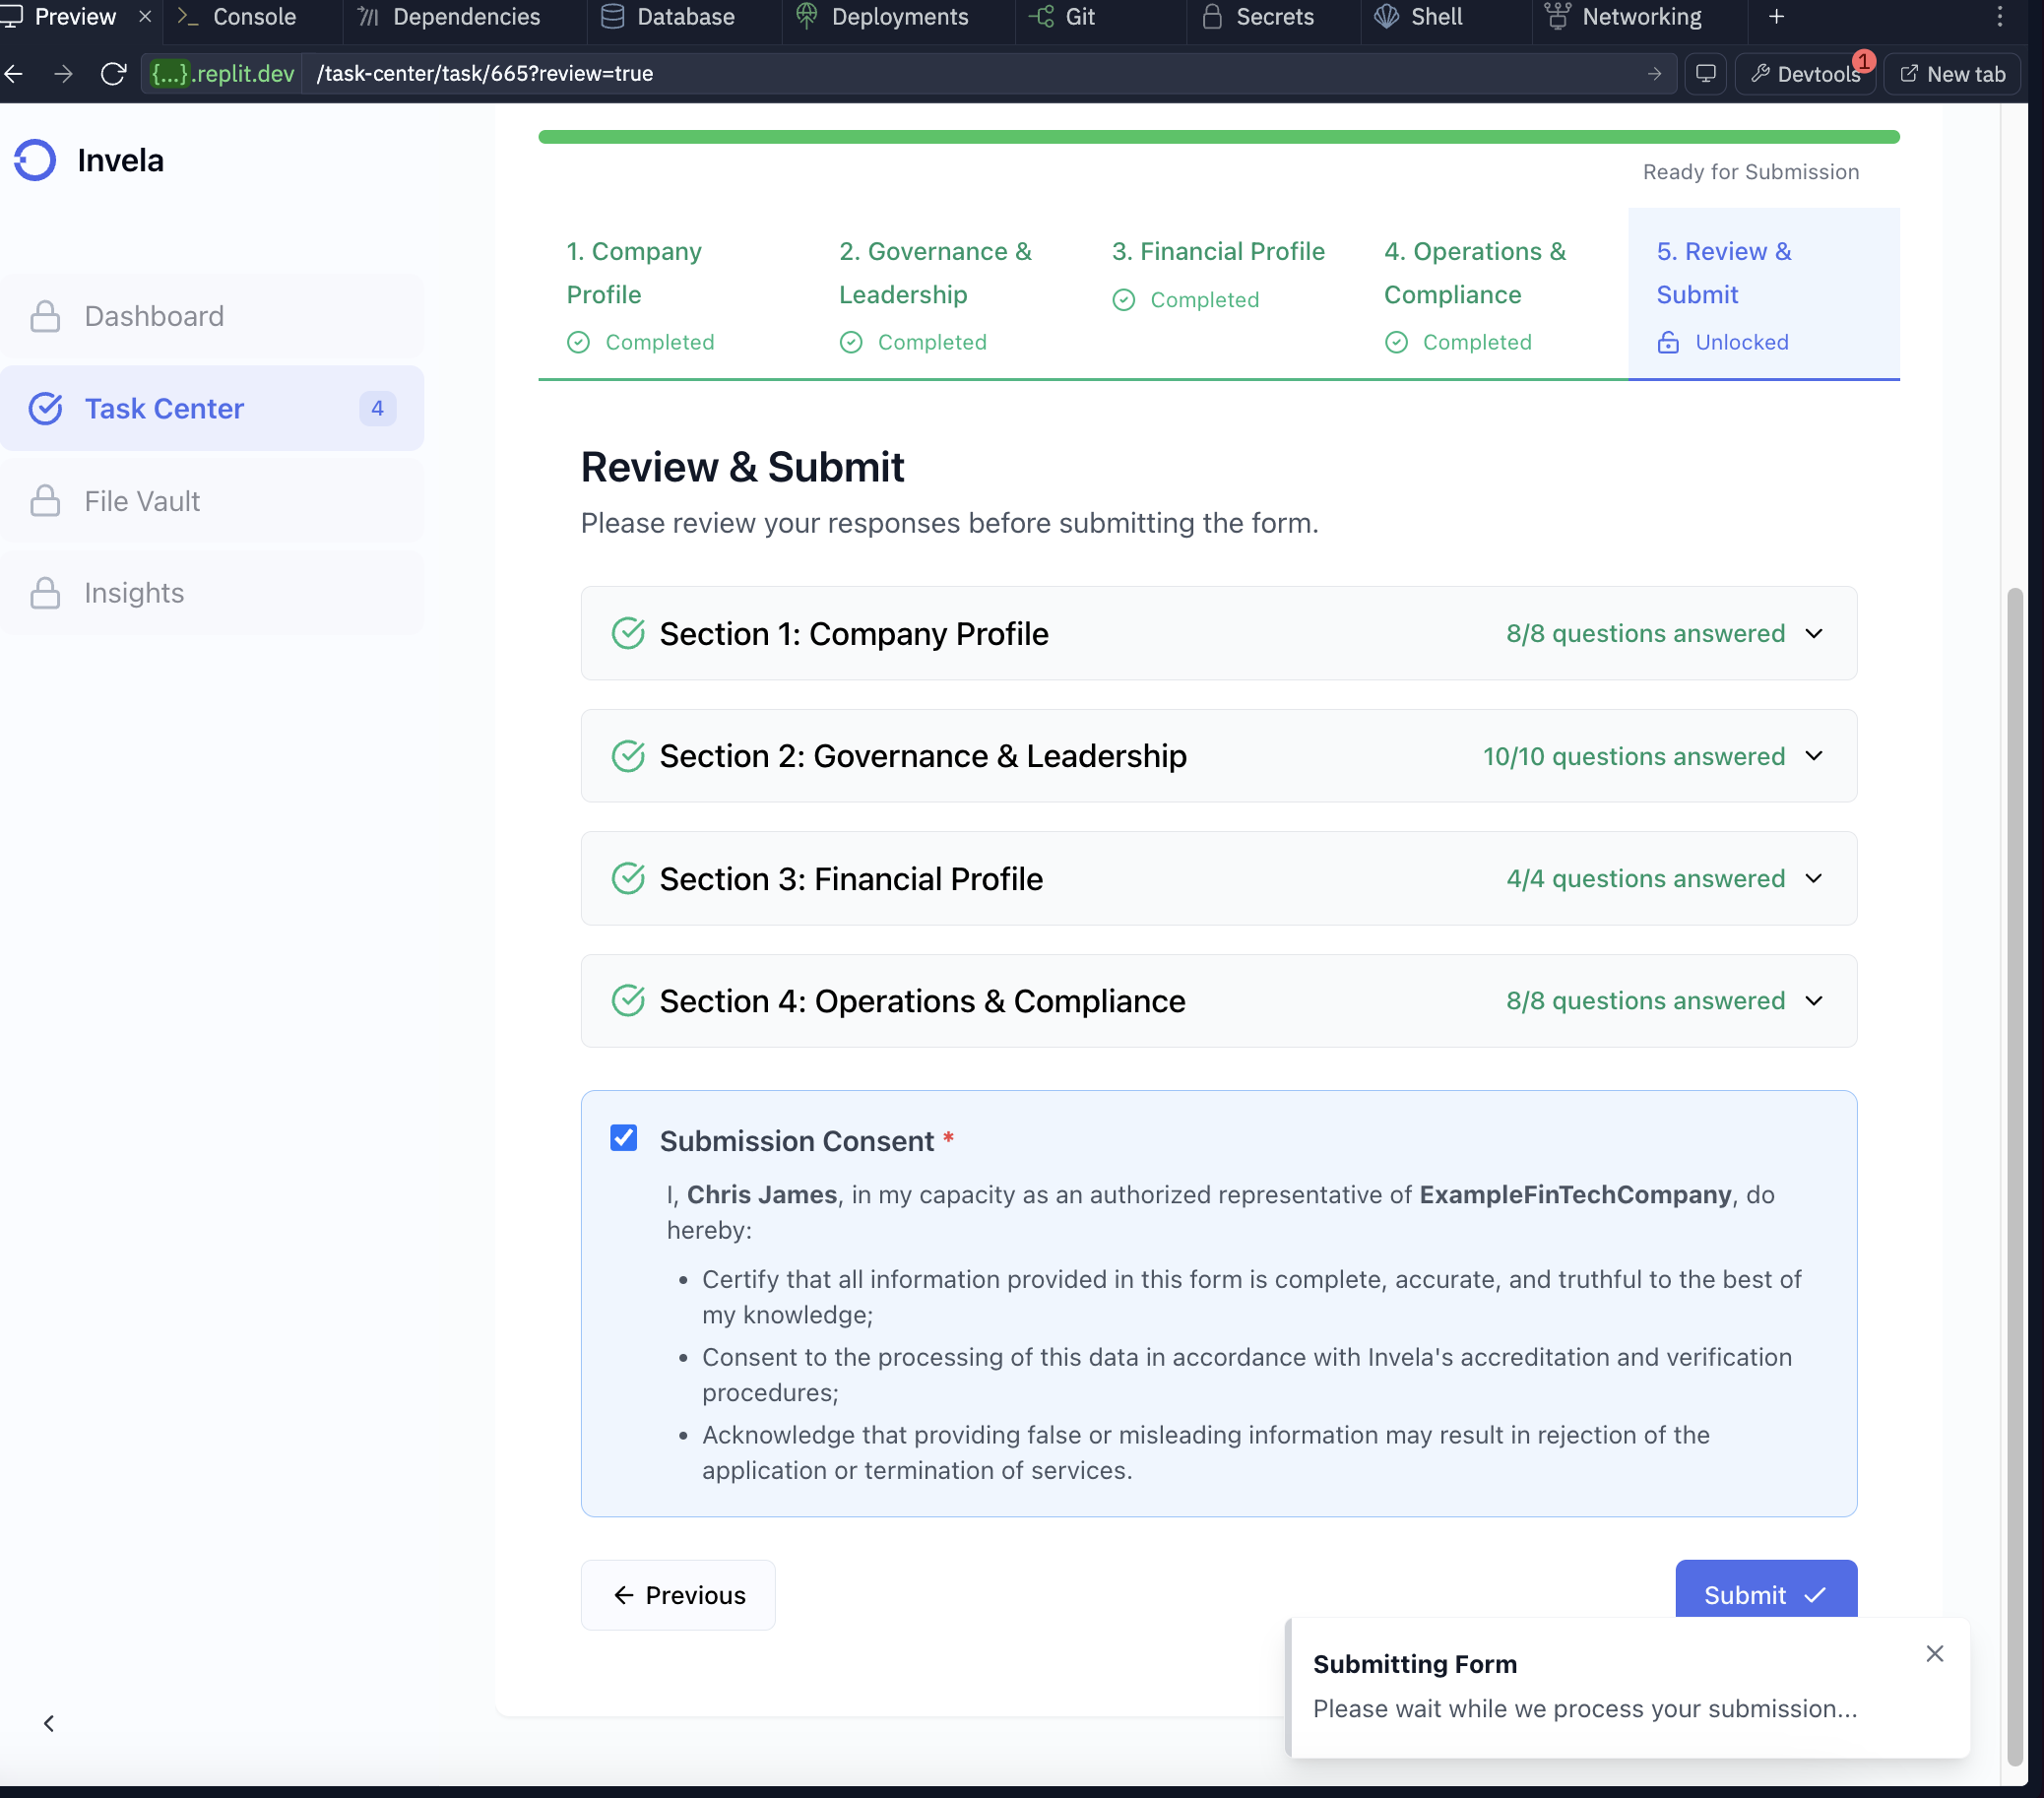 Preview
Console
Dependencies
Database
Deployments
Git
Secrets
Shell
Networking
{...}.replit.dev /task-center/task/665?review=true
Devtools 1
New tab
Invela
Dashboard
Task Center 4
File Vault
Insights
Ready for Submission
1. Company
Profile
Completed
2. Governance &
Leadership
Completed
3. Financial Profile
Completed
4. Operations &
Compliance
Completed
5. Review &
Submit
Unlocked
Review & Submit
Please review your responses before submitting the form.
Section 1: Company Profile 8/8 questions answered
Section 2: Governance & Leadership 10/10 questions answered
Section 3: Financial Profile 4/4 questions answered
Section 4: Operations & Compliance 8/8 questions answered
Submission Consent *
I, Chris James, in my capacity as an authorized representative of ExampleFinTechCompany, do
hereby:
• Certify that all information provided in this form is complete, accurate, and truthful to the best of
my knowledge;
• Consent to the processing of this data in accordance with Invela's accreditation and verification
procedures;
• Acknowledge that providing false or misleading information may result in rejection of the
application or termination of services.
Previous
Submit
Submitting Form
Please wait while we process your submission...